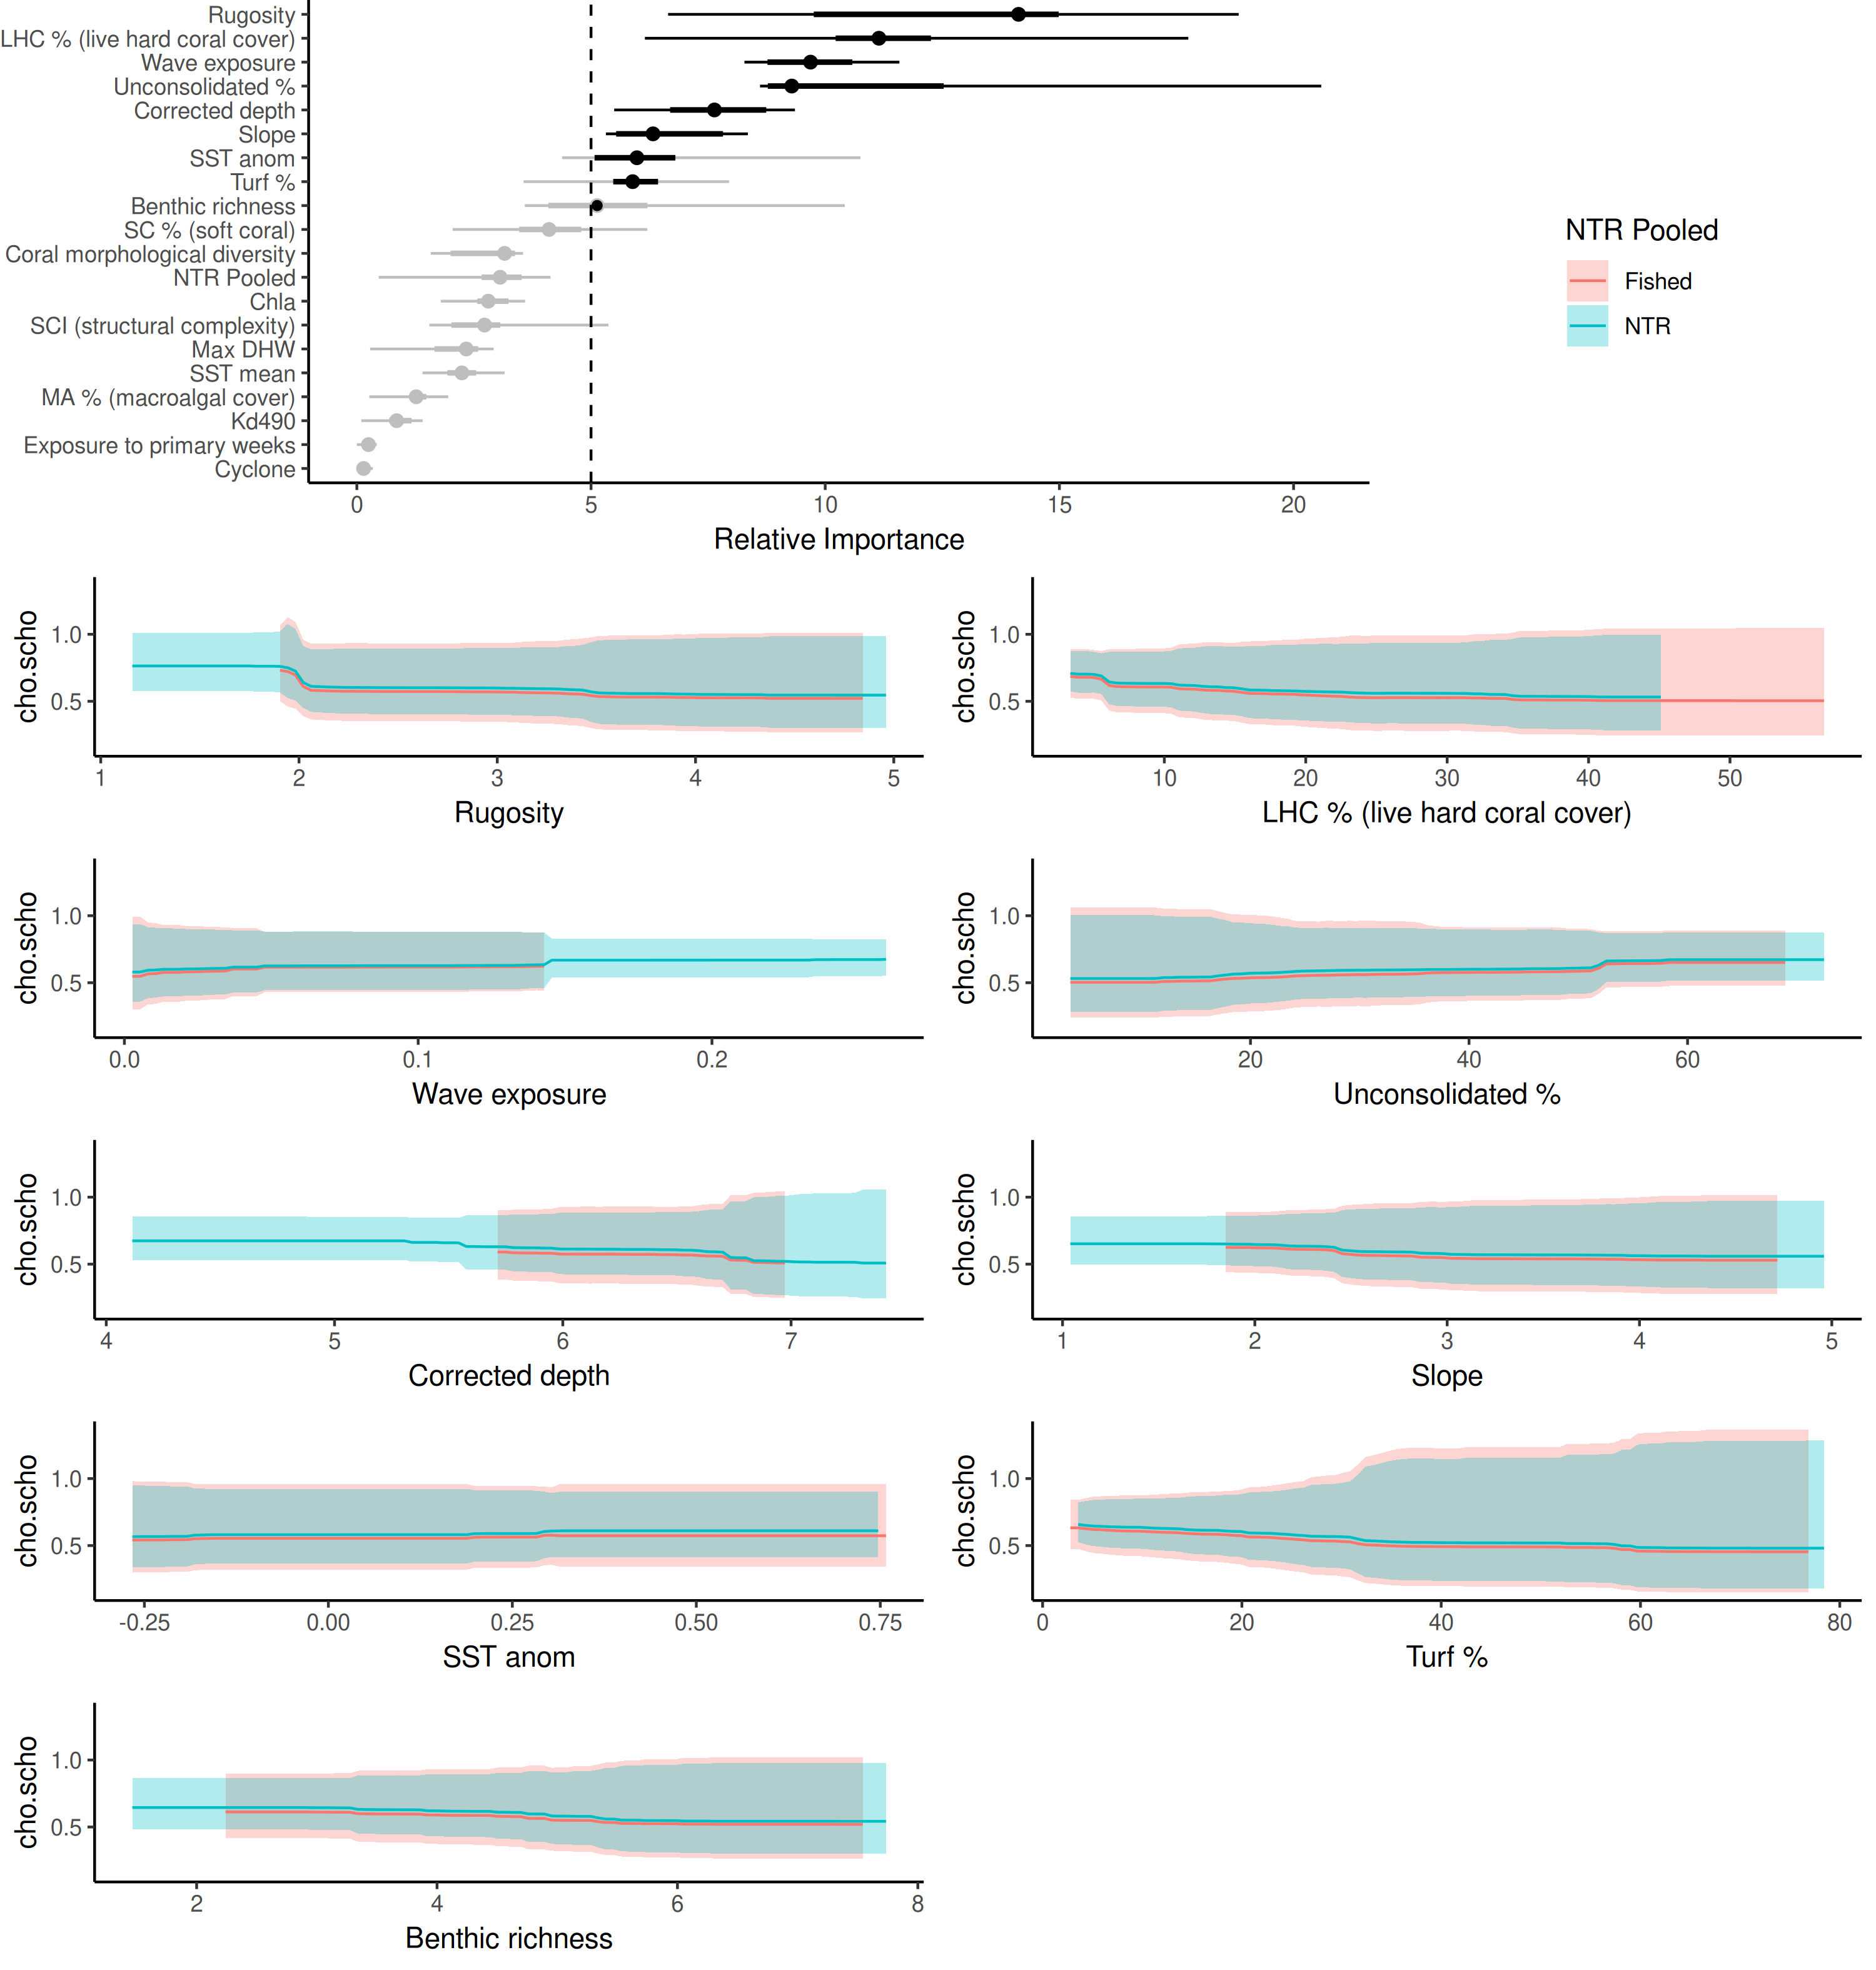 Rugosity
LHC % (live hard coral cover)
Wave exposure
Unconsolidated %
Corrected depth
Slope
SST anom
Turf %
Benthic richness
SC % (soft coral)
Coral morphological diversity
NTR Pooled
Chla
SCI (structural complexity)
Max DHW
SST mean
MA % (macroalgal cover)
Kd490
Exposure to primary weeks
Cyclone
0 5 10 15 20
Relative Importance
NTR Pooled
Fished
NTR
cho.scho
1.0
0.5
1 2 3 4 5
Rugosity
cho.scho
1.0
0.5
10 20 30 40 50
LHC % (live hard coral cover)
cho.scho
1.0
0.5
0.0 0.1 0.2
Wave exposure
cho.scho
1.0
0.5
20 40 60
Unconsolidated %
cho.scho
1.0
0.5
4 5 6 7
Corrected depth
cho.scho
1.0
0.5
1 2 3 4 5
Slope
cho.scho
1.0
0.5
-0.25 0.00 0.25 0.50 0.75
SST anom
cho.scho
1.0
0.5
0 20 40 60 80
Turf %
cho.scho
1.0
0.5
2 4 6 8
Benthic richness